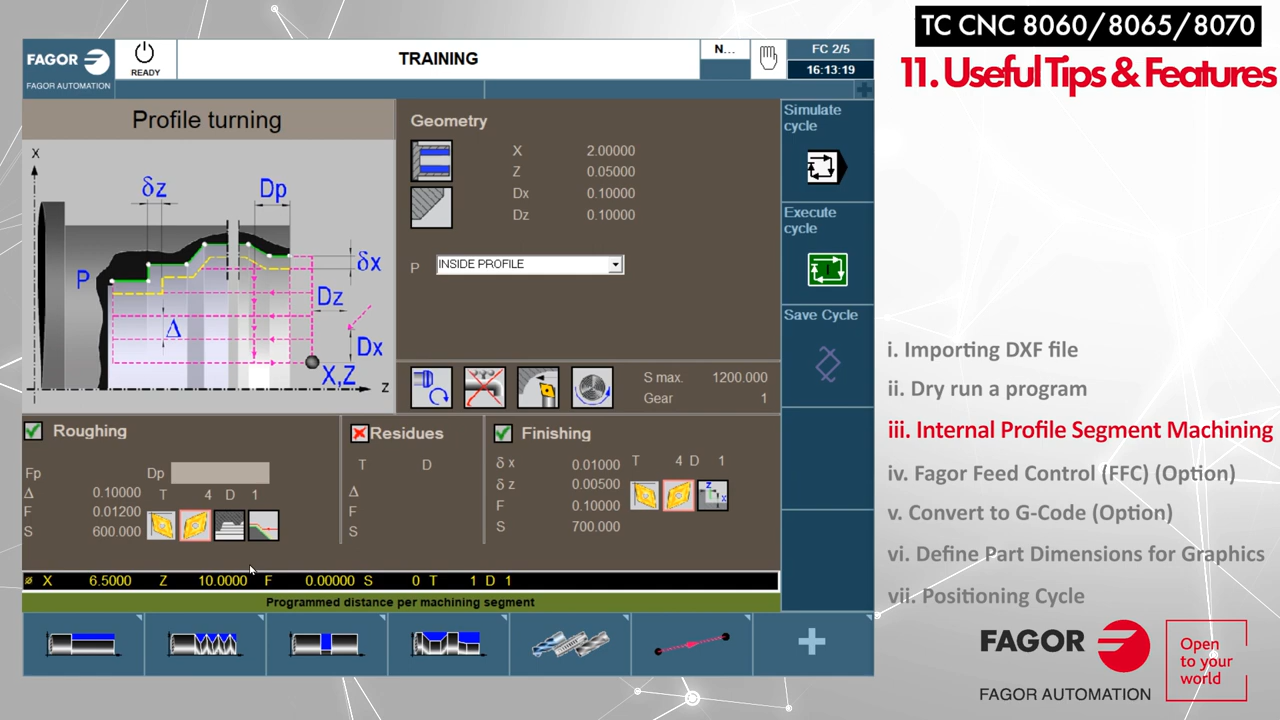 TC CNC 8060/8065/8070
11. Useful Tips & Features
FAGOR
FAGOR AUTOMATION
READY
TRAINING
N...
FC 2/5
16:13:19
Profile turning
X
δz
Dp
P
δx
Dz
Δ
Dx
X,Z
z
Geometry
X 2.00000
Z 0.05000
Dx 0.10000
Dz 0.10000
P INSIDE PROFILE
S max. 1200.000
Gear 1
Simulate
cycle
Execute
cycle
Save Cycle
Roughing
Fp Dp
Δ 0.10000 T 4 D 1
F 0.01200
S 600.000
Residues
T D
Δ
F
S
Finishing
δ x 0.01000 T 4 D 1
δ z 0.00500
F 0.10000
S 700.000
z
x
ø X 6.5000 Z 10.0000 F 0.00000 S 0 T 1 D 1
Programmed distance per machining segment
i. Importing DXF file
ii. Dry run a program
iii. Internal Profile Segment Machining
iv. Fagor Feed Control (FFC) (Option)
v. Convert to G-Code (Option)
vi. Define Part Dimensions for Graphics
vii. Positioning Cycle
FAGOR
FAGOR AUTOMATION
Open
to your
world